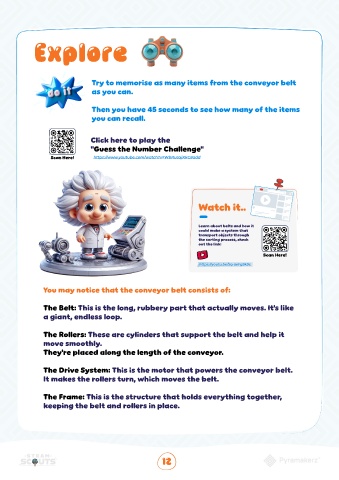 Explore
do it
Try to memorise as many items from the conveyor belt
as you can.
Then you have 45 seconds to see how many of the items
you can recall.
Click here to play the
"Guess the Number Challenge"
Scan Here!
Watch it..
Learn about belts and how it
could make a system that
transport objects through
the sorting process, check
out the link:
Scan Here!
You may notice that the conveyor belt consists of:
The Belt: This is the long, rubbery part that actually moves. It's like
a giant, endless loop.
The Rollers: These are cylinders that support the belt and help it
move smoothly.
They're placed along the length of the conveyor.
The Drive System: This is the motor that powers the conveyor belt.
It makes the rollers turn, which moves the belt.
The Frame: This is the structure that holds everything together,
keeping the belt and rollers in place.
STEAM
SCOUTS
12
Pyramakerz